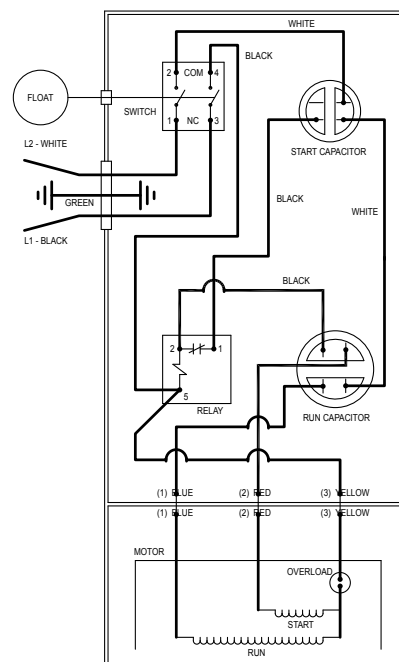 WHITE
BLACK
2 COM 4
FLOAT
SWITCH
1 NC 3
START CAPACITOR
L2 - WHITE
GREEN
BLACK
WHITE
L1 - BLACK
BLACK
2 1
5
RELAY
RUN CAPACITOR
(1) BLUE (2) RED (3) YELLOW
(1) BLUE (2) RED (3) YELLOW
MOTOR
OVERLOAD
START
RUN